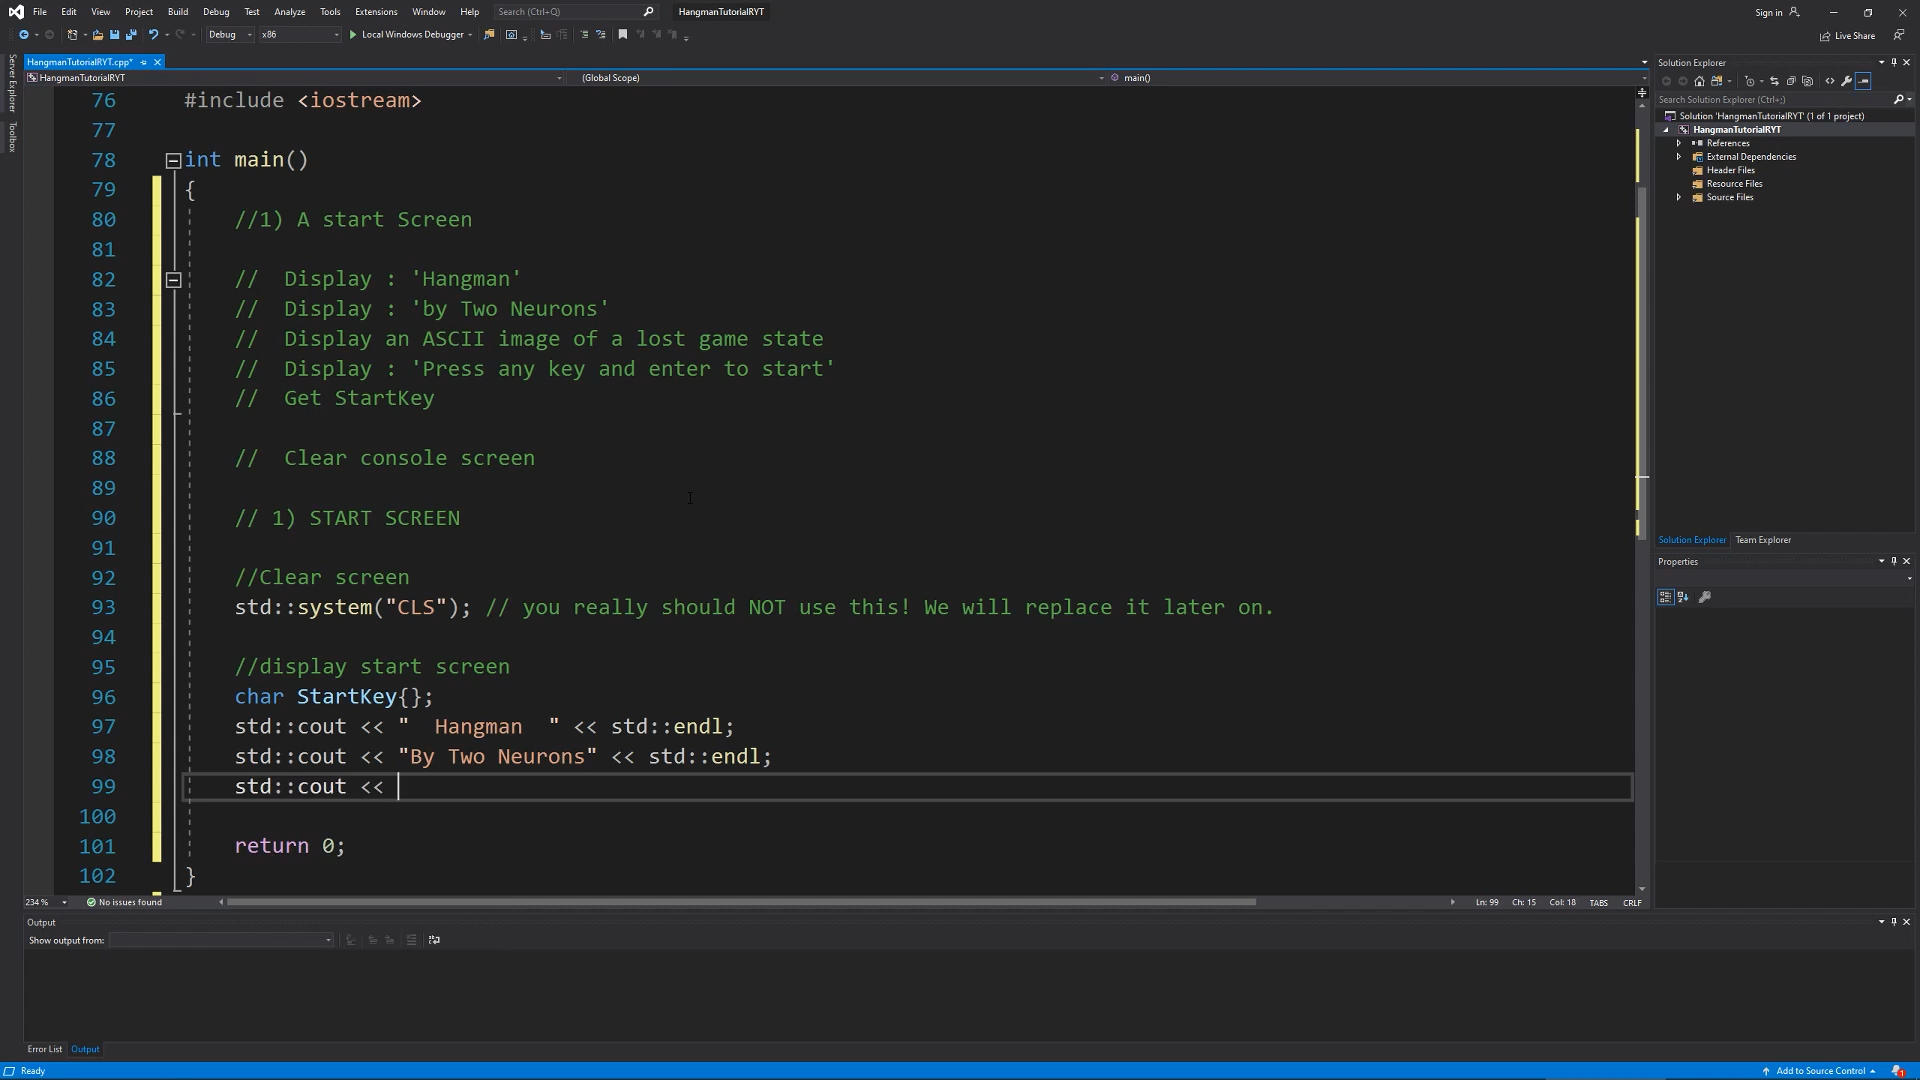 File Edit View Project Build Debug Test Analyze Tools Extensions Window Help Search (Ctrl+Q) HangmanTutorialRYT Sign in
Debug x86 Local Windows Debugger Live Share
HangmanTutorialRYT.cpp*
HangmanTutorialRYT (Global Scope) main()
Server Explorer
Toolbox
76 #include <iostream>
77
78 int main()
79 {
80 //1) A start Screen
81
82 //  Display : 'Hangman'
83 //  Display : 'by Two Neurons'
84 //  Display an ASCII image of a lost game state
85 //  Display : 'Press any key and enter to start'
86 //  Get StartKey
87
88 //  Clear console screen
89
90 // 1) START SCREEN
91
92 //Clear screen
93 std::system("CLS"); // you really should NOT use this! We will replace it later on.
94
95 //display start screen
96 char StartKey{};
97 std::cout << "  Hangman  " << std::endl;
98 std::cout << "By Two Neurons" << std::endl;
99 std::cout <<
100
101 return 0;
102 }
234 % No issues found Ln: 99 Ch: 15 Col: 18 TABS CRLF
Output
Show output from:
Error List Output
Ready Add to Source Control 1
Solution Explorer
Search Solution Explorer (Ctrl+;)
Solution 'HangmanTutorialRYT' (1 of 1 project)
HangmanTutorialRYT
References
External Dependencies
Header Files
Resource Files
Source Files
Solution Explorer Team Explorer
Properties